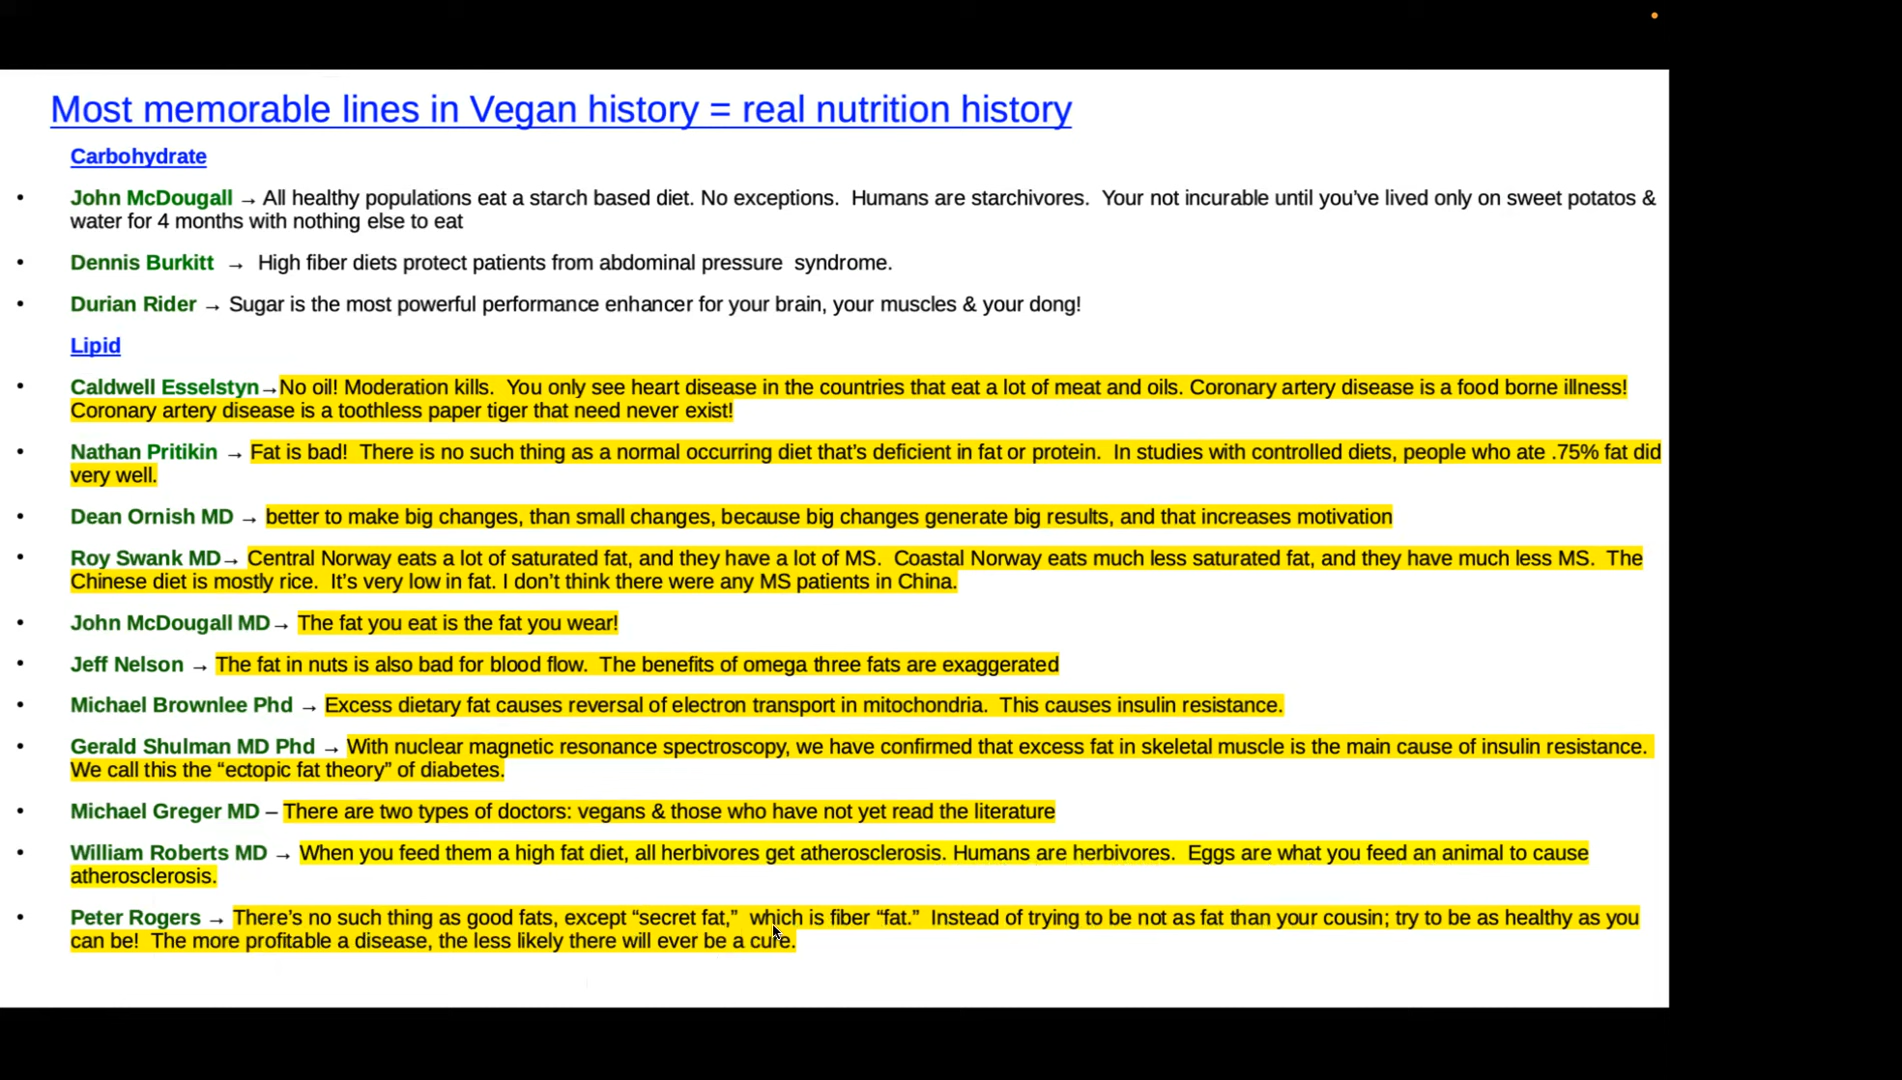 Most memorable lines in Vegan history = real nutrition history
Carbohydrate
• John McDougall → All healthy populations eat a starch based diet. No exceptions.  Humans are starchivores.  Your not incurable until you’ve lived only on sweet potatos &
water for 4 months with nothing else to eat
• Dennis Burkitt  →  High fiber diets protect patients from abdominal pressure  syndrome.
• Durian Rider → Sugar is the most powerful performance enhancer for your brain, your muscles & your dong!
Lipid
• Caldwell Esselstyn→No oil! Moderation kills.  You only see heart disease in the countries that eat a lot of meat and oils. Coronary artery disease is a food borne illness!
Coronary artery disease is a toothless paper tiger that need never exist!
• Nathan Pritikin → Fat is bad!  There is no such thing as a normal occurring diet that’s deficient in fat or protein.  In studies with controlled diets, people who ate .75% fat did
very well.
• Dean Ornish MD → better to make big changes, than small changes, because big changes generate big results, and that increases motivation
• Roy Swank MD→ Central Norway eats a lot of saturated fat, and they have a lot of MS.  Coastal Norway eats much less saturated fat, and they have much less MS.  The
Chinese diet is mostly rice.  It’s very low in fat. I don’t think there were any MS patients in China.
• John McDougall MD→ The fat you eat is the fat you wear!
• Jeff Nelson → The fat in nuts is also bad for blood flow.  The benefits of omega three fats are exaggerated
• Michael Brownlee Phd → Excess dietary fat causes reversal of electron transport in mitochondria.  This causes insulin resistance.
• Gerald Shulman MD Phd → With nuclear magnetic resonance spectroscopy, we have confirmed that excess fat in skeletal muscle is the main cause of insulin resistance.
We call this the “ectopic fat theory” of diabetes.
• Michael Greger MD – There are two types of doctors: vegans & those who have not yet read the literature
• William Roberts MD → When you feed them a high fat diet, all herbivores get atherosclerosis. Humans are herbivores.  Eggs are what you feed an animal to cause
atherosclerosis.
• Peter Rogers → There’s no such thing as good fats, except “secret fat,”  which is fiber “fat.”  Instead of trying to be not as fat than your cousin; try to be as healthy as you
can be!  The more profitable a disease, the less likely there will ever be a cure.